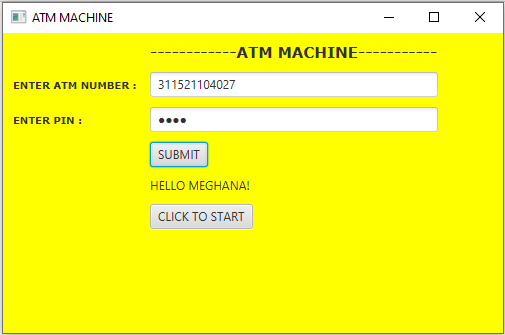 ATM MACHINE
------------ATM MACHINE-----------
ENTER ATM NUMBER : 311521104027
ENTER PIN : ●●●●
SUBMIT
HELLO MEGHANA!
CLICK TO START